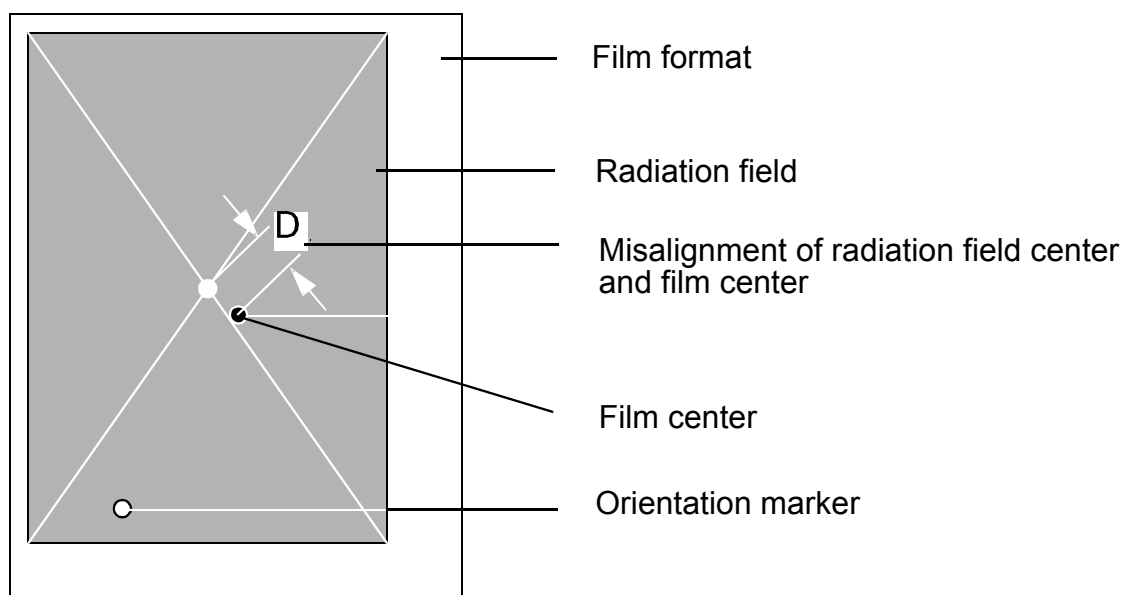 Film format
Radiation field
D
Misalignment of radiation field center
and film center
Film center
Orientation marker